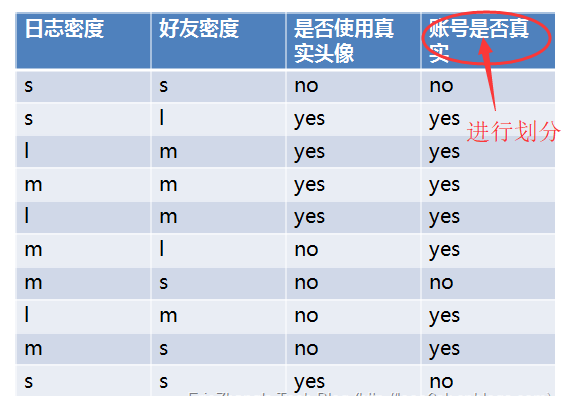 日志密度 好友密度 是否使用真实头像 账号是否真实
s s no no
s l yes yes
进行划分
l m yes yes
m m yes yes
l m yes yes
m l no yes
m s no no
l m no yes
m s no yes
s s yes no